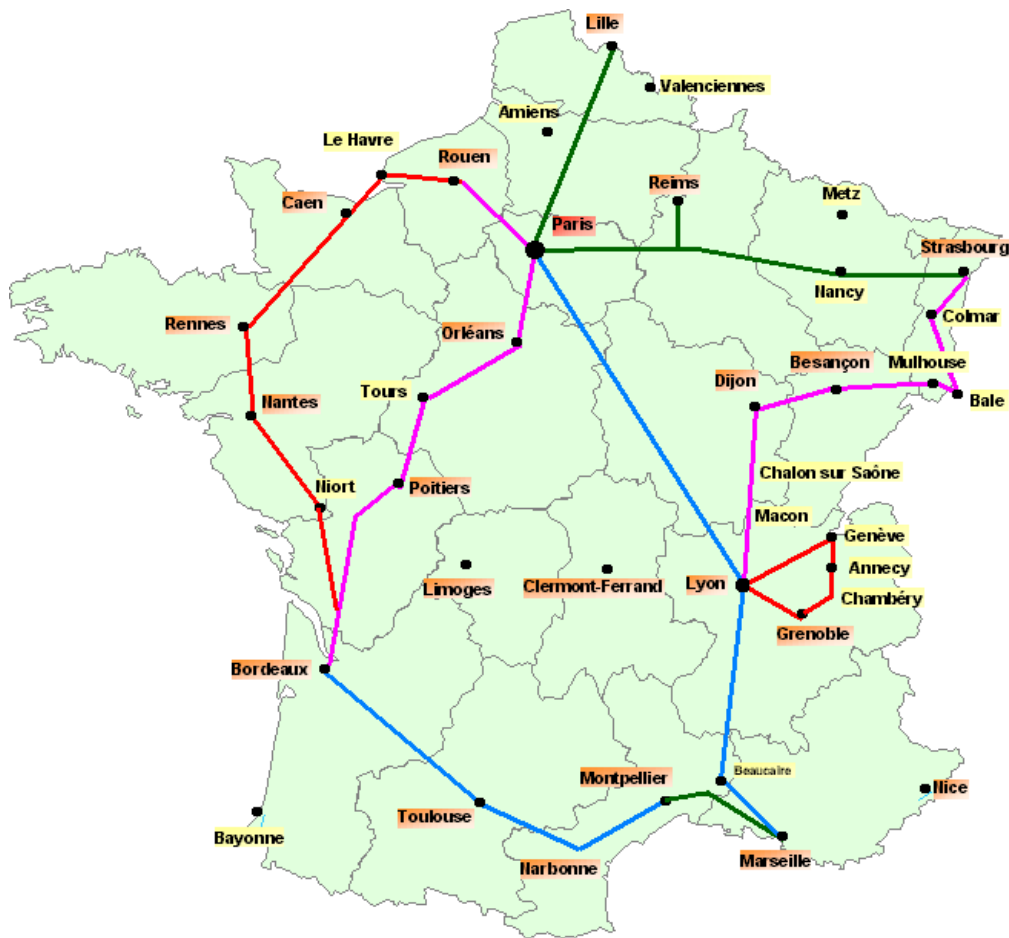 Lille
Valenciennes
Amiens
Le Havre
Rouen
Reims
Metz
Caen
Paris
Strasbourg
Nancy
Colmar
Rennes
Orléans
Besançon
Mulhouse
Dijon
Tours
Nantes
Bale
Chalon sur Saône
Niort
Poitiers
Macon
Genève
Annecy
Limoges
Clermont-Ferrand
Lyon
Chambéry
Grenoble
Bordeaux
Beaucaire
Montpellier
Nice
Toulouse
Bayonne
Narbonne
Marseille